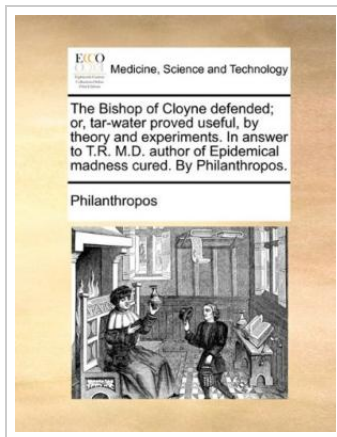 ECCO
Medicine, Science and Technology
The Bishop of Cloyne defended;
or, tar-water proved useful, by
theory and experiments. In answer
to T.R. M.D. author of Epidemical
madness cured. By Philanthropos.
Philanthropos